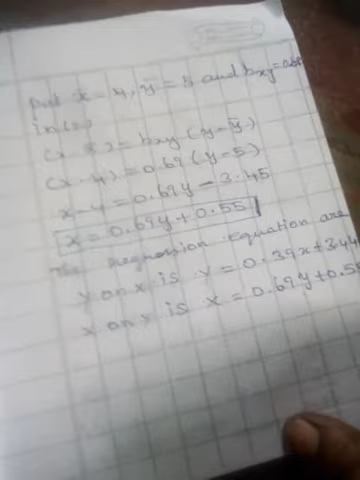 put x̄ = 4, ȳ = 5 and bxy = 0.69
in (2)
(x - x̄) = bxy (y - ȳ)
(x - 4) = 0.69 (y - 5)
x - 4 = 0.69y - 3.45
x = 0.69y + 0.55
The regression equation are
y on x is y = 0.39x + 3.44
x on y is x = 0.69y + 0.55